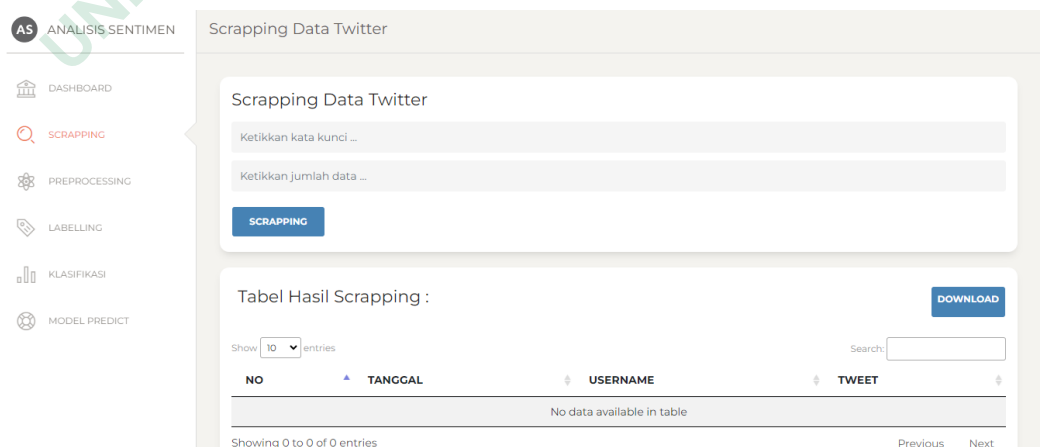 AS ANALISIS SENTIMEN
Scrapping Data Twitter
DASHBOARD
SCRAPPING
PREPROCESSING
LABELLING
KLASIFIKASI
MODEL PREDICT
Scrapping Data Twitter
Ketikkan kata kunci ...
Ketikkan jumlah data ...
SCRAPPING
Tabel Hasil Scrapping :
DOWNLOAD
Show 10 entries
Search:
NO TANGGAL USERNAME TWEET
No data available in table
Showing 0 to 0 of 0 entries
Previous Next